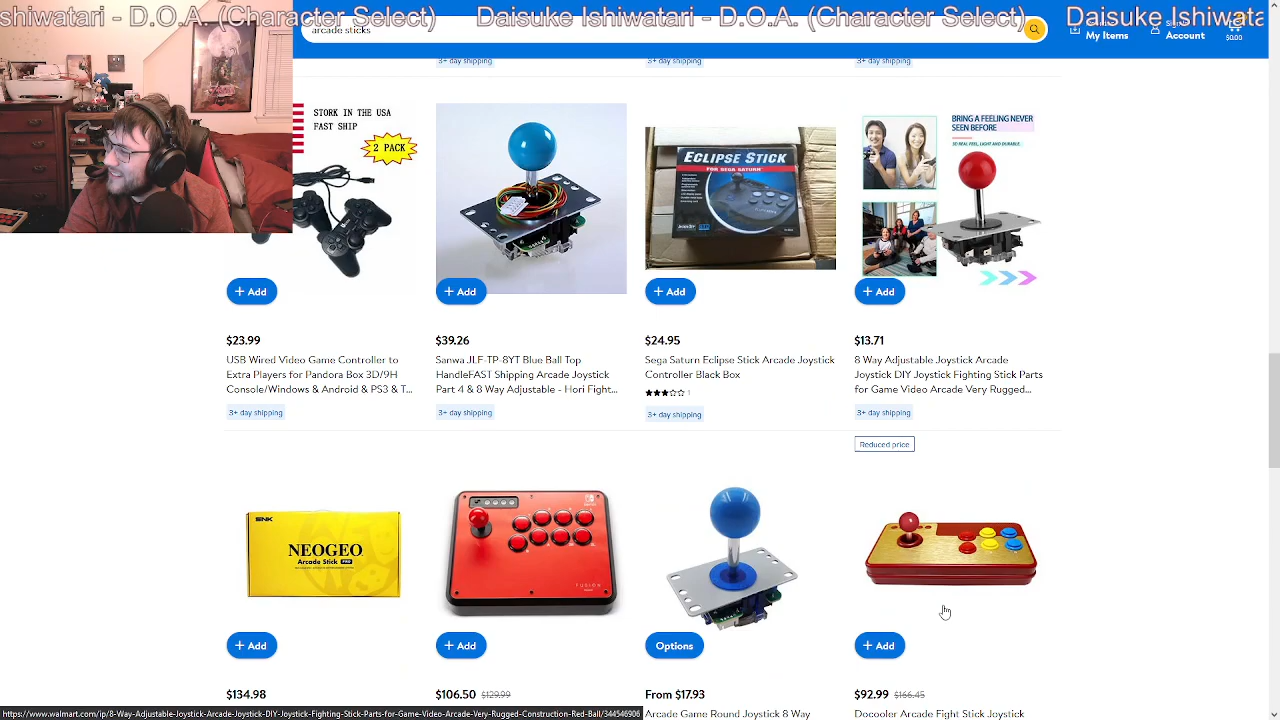 shiwatari - D.O.A. (Character Select) Daisuke Ishiwatari - D.O.A. (Character Select) Daisuke Ishiwata
arcade sticks
My Items
Account
$0.00
3+ day shipping
3+ day shipping
3+ day shipping
STORK IN THE USA
FAST SHIP
2 PACK
ECLIPSE STICK
FOR SEGA SATURN
BRING A FEELING NEVER
SEEN BEFORE
+ Add
+ Add
+ Add
+ Add
$23.99
USB Wired Video Game Controller to
Extra Players for Pandora Box 3D/9H
Console/Windows & Android & PS3 & T...
3+ day shipping
$39.26
Sanwa JLF-TP-8YT Blue Ball Top
HandleFAST Shipping Arcade Joystick
Part 4 & 8 Way Adjustable - Hori Fight...
3+ day shipping
$24.95
Sega Saturn Eclipse Stick Arcade Joystick
Controller Black Box
1
3+ day shipping
$13.71
8 Way Adjustable Joystick Arcade
Joystick DIY Joystick Fighting Stick Parts
for Game Video Arcade Very Rugged...
3+ day shipping
Reduced price
SNK
NEOGEO
Arcade Stick PRO
FUSION
+ Add
+ Add
Options
+ Add
$134.98
$106.50 $129.99
From $17.93
Arcade Game Round Joystick 8 Way
$92.99 $166.45
Docooler Arcade Fight Stick Joystick
https://www.walmart.com/ip/8-Way-Adjustable-Joystick-Arcade-Joystick-DIY-Joystick-Fighting-Stick-Parts-for-Game-Video-Arcade-Very-Rugged-Construction-Red-Ball/344546906